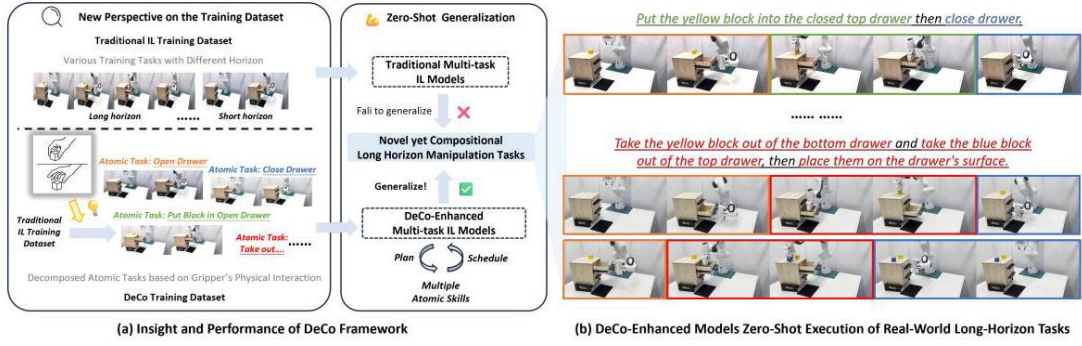 New Perspective on the Training Dataset
Traditional IL Training Dataset
Various Training Tasks with Different Horizon
Long horizon ...... Short horizon
Atomic Task: Open Drawer
Atomic Task: Close Drawer
Atomic Task: Put Block in Open Drawer
Traditional
IL Training
Dataset
Atomic Task:
Take out....
......
Decomposed Atomic Tasks based on Gripper's Physical Interaction
DeCo Training Dataset
Zero-Shot Generalization
Traditional Multi-task
IL Models
Fali to generalize
Novel yet Compositional
Long Horizon Manipulation Tasks
Generalize!
DeCo-Enhanced
Multi-task IL Models
Plan
Schedule
Multiple
Atomic Skills
(a) Insight and Performance of DeCo Framework
Put the yellow block into the closed top drawer then close drawer.
...... ......
Take the yellow block out of the bottom drawer and take the blue block
out of the top drawer, then place them on the drawer's surface.
(b) DeCo-Enhanced Models Zero-Shot Execution of Real-World Long-Horizon Tasks